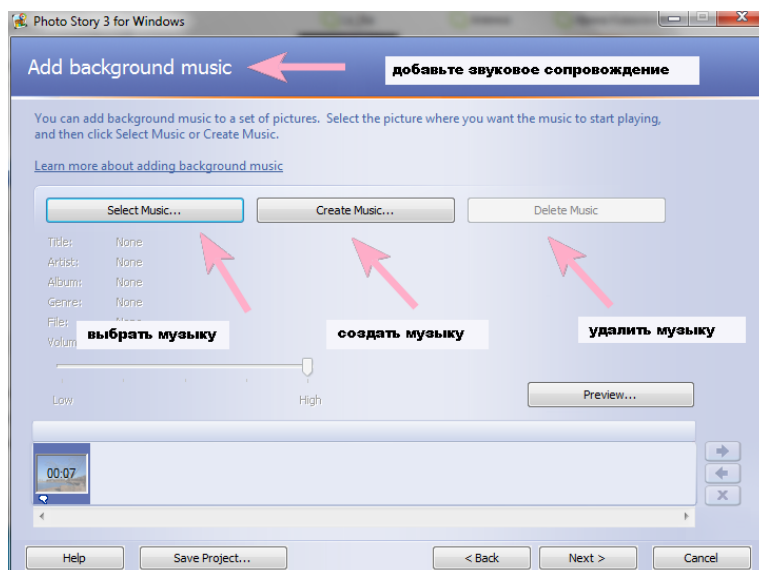 Photo Story 3 for Windows
Add background music
добавьте звуковое сопровождение
You can add background music to a set of pictures. Select the picture where you want the music to start playing,
and then click Select Music or Create Music.
Learn more about adding background music
Select Music...
Create Music...
Delete Music
Title: None
Artist: None
Album: None
Genre: None
File:
Volum
выбрать музыку
создать музыку
удалить музыку
Low
High
Preview...
00:07
Help
Save Project...
< Back
Next >
Cancel